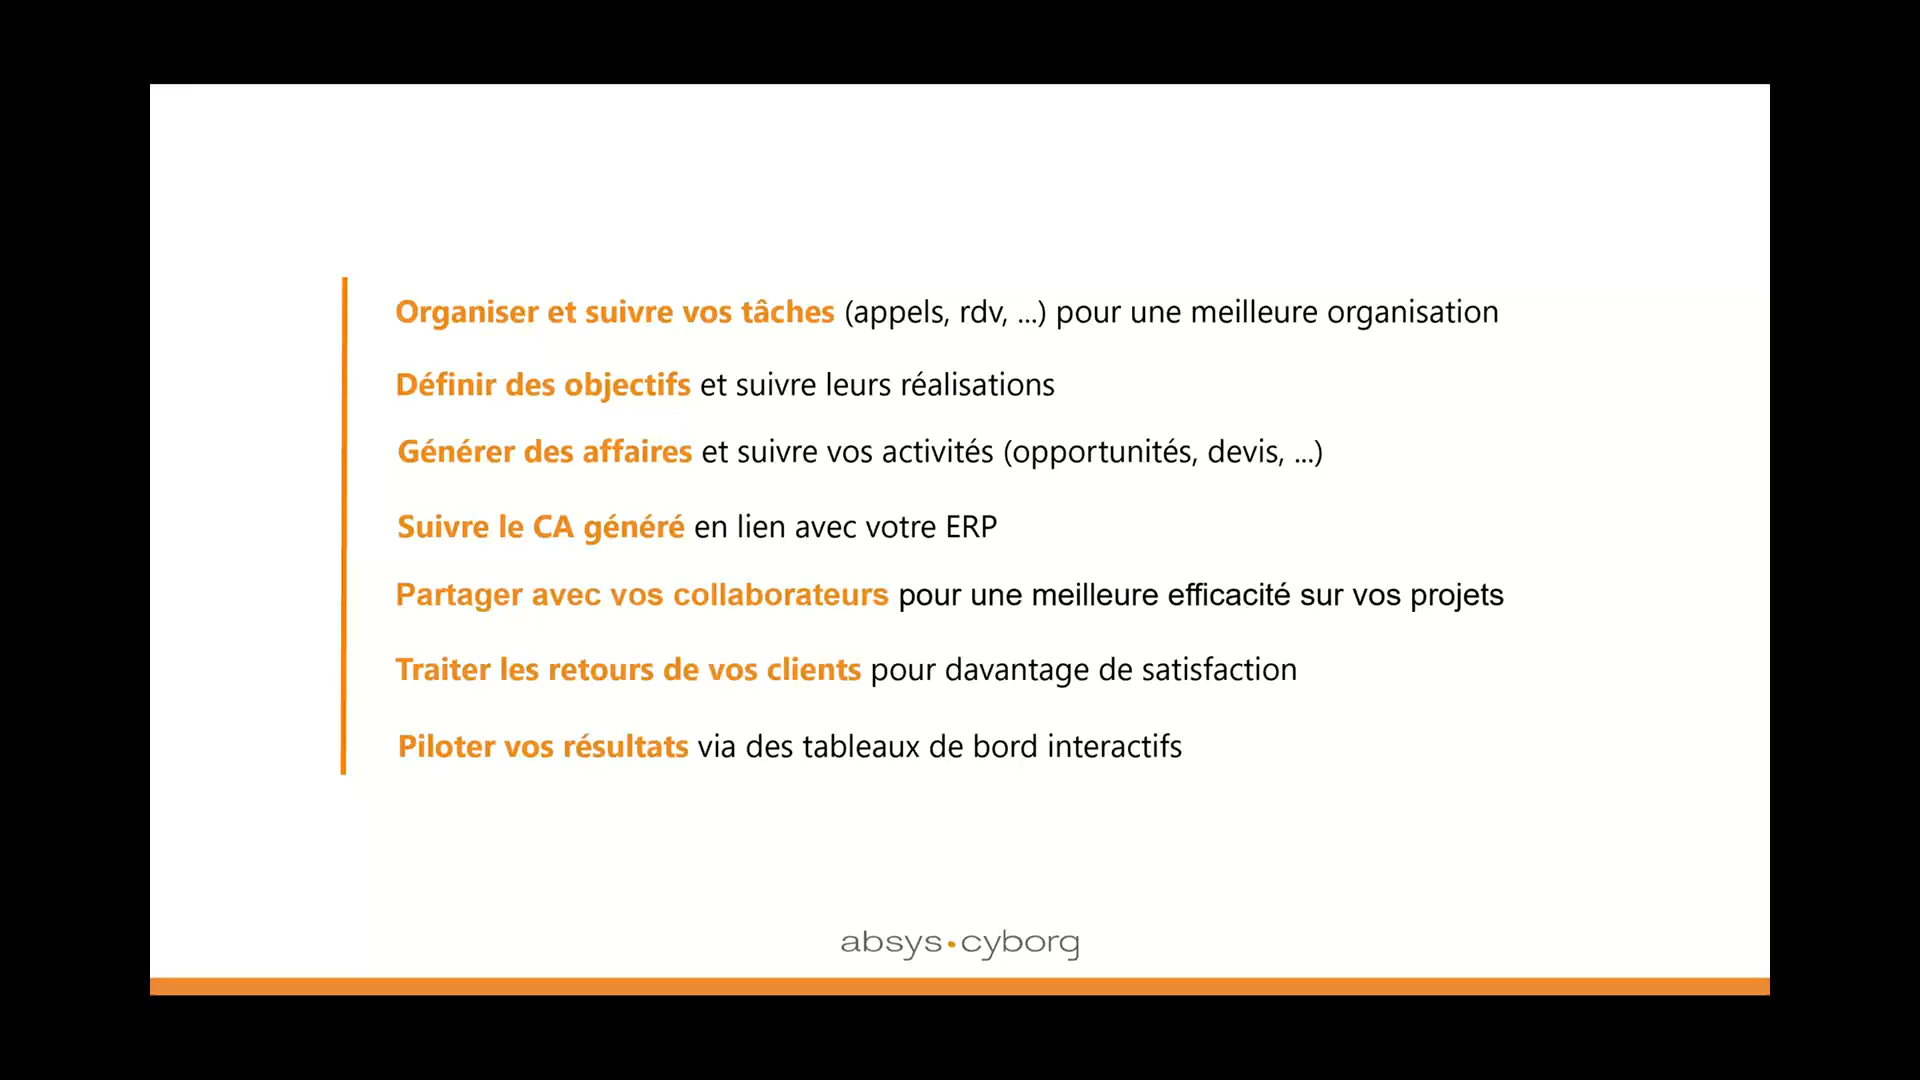 Organiser et suivre vos tâches (appels, rdv, ...) pour une meilleure organisation
Définir des objectifs et suivre leurs réalisations
Générer des affaires et suivre vos activités (opportunités, devis, ...)
Suivre le CA généré en lien avec votre ERP
Partager avec vos collaborateurs pour une meilleure efficacité sur vos projets
Traiter les retours de vos clients pour davantage de satisfaction
Piloter vos résultats via des tableaux de bord interactifs
absys•cyborg